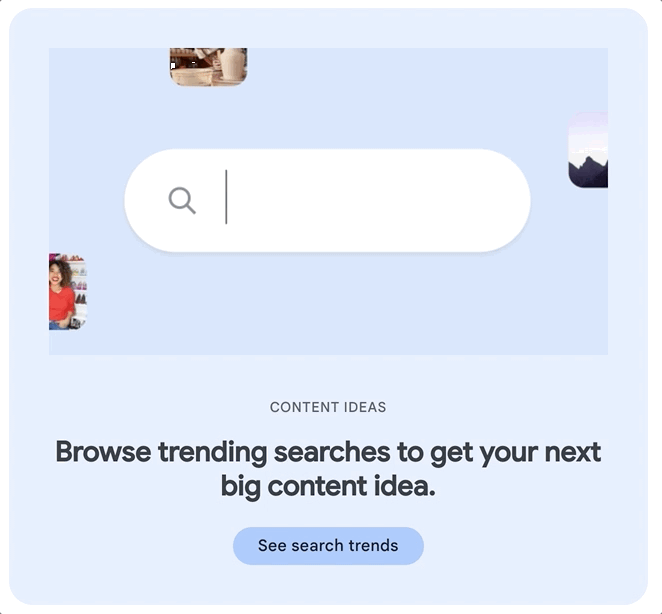 CONTENT IDEAS
Browse trending searches to get your next
big content idea.
See search trends